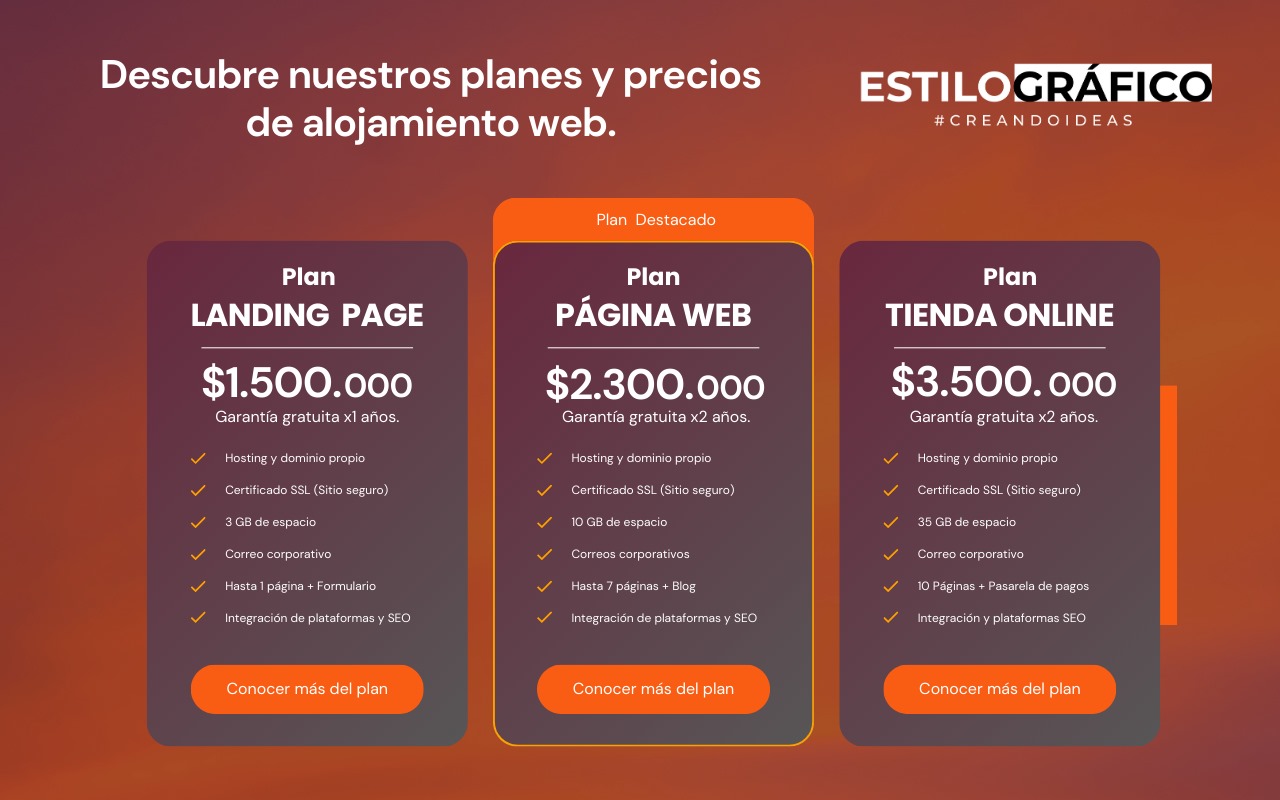 Descubre nuestros planes y precios
de alojamiento web.
ESTILOGRÁFICO
#CREANDOIDEAS
Plan
LANDING PAGE
$1.500.000
Garantía gratuita x1 años.
Hosting y dominio propio
Certificado SSL (Sitio seguro)
3 GB de espacio
Correo corporativo
Hasta 1 página + Formulario
Integración de plataformas y SEO
Conocer más del plan
Plan Destacado
Plan
PÁGINA WEB
$2.300.000
Garantía gratuita x2 años.
Hosting y dominio propio
Certificado SSL (Sitio seguro)
10 GB de espacio
Correos corporativos
Hasta 7 páginas + Blog
Integración de plataformas y SEO
Conocer más del plan
Plan
TIENDA ONLINE
$3.500. 000
Garantía gratuita x2 años.
Hosting y dominio propio
Certificado SSL (Sitio seguro)
35 GB de espacio
Correo corporativo
10 Páginas + Pasarela de pagos
Integración y plataformas SEO
Conocer más del plan